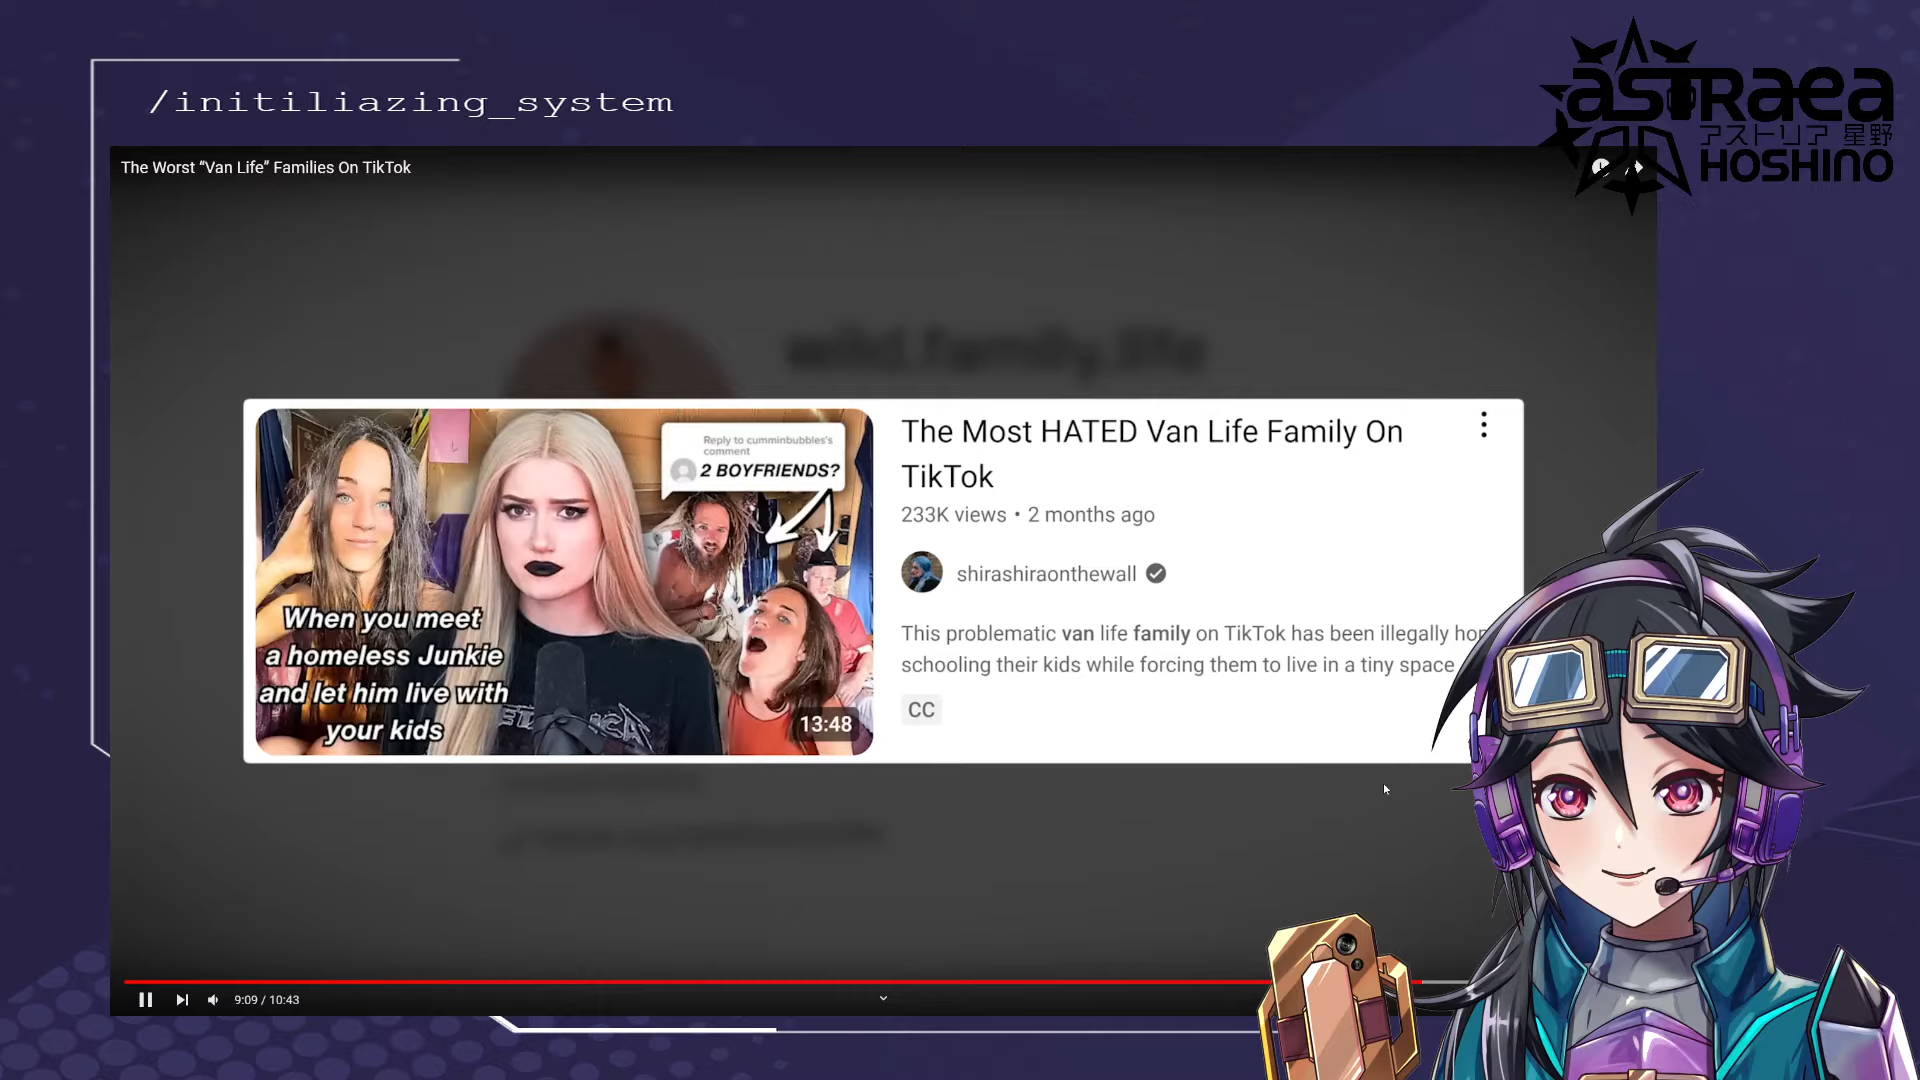 /initiliazing_system
aSTRaea
アストリア 星野
HOSHINO
The Worst “Van Life” Families On TikTok
wild.family.life
Reply to cumminbubbles's
comment
2 BOYFRIENDS?
When you meet
a homeless Junkie
and let him live with
your kids
METALLICA
13:48
The Most HATED Van Life Family On
TikTok
233K views • 2 months ago
shirashiraonthewall
This problematic van life family on TikTok has been illegally
schooling their kids while forcing them to live in a tiny space
CC
9:09 / 10:43